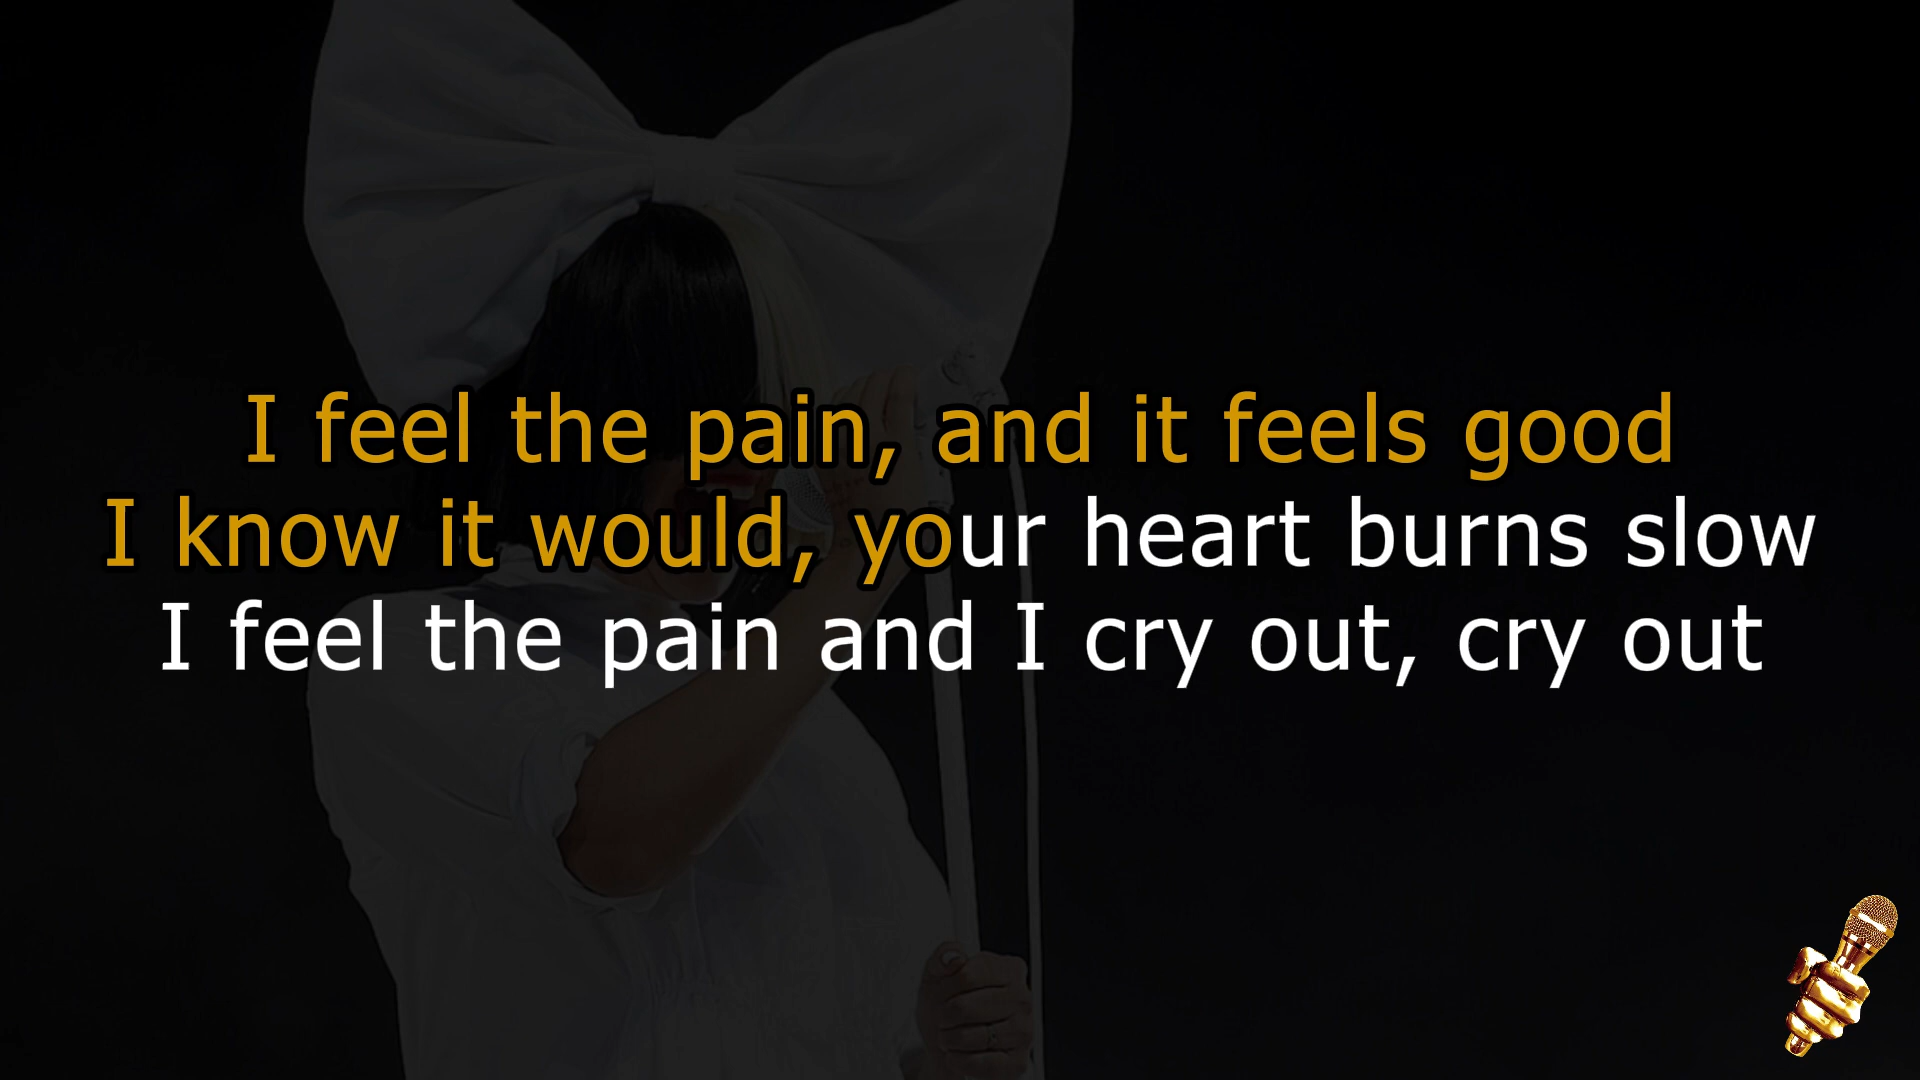 I feel the pain, and it feels good
I know it would, your heart burns slow
I feel the pain and I cry out, cry out